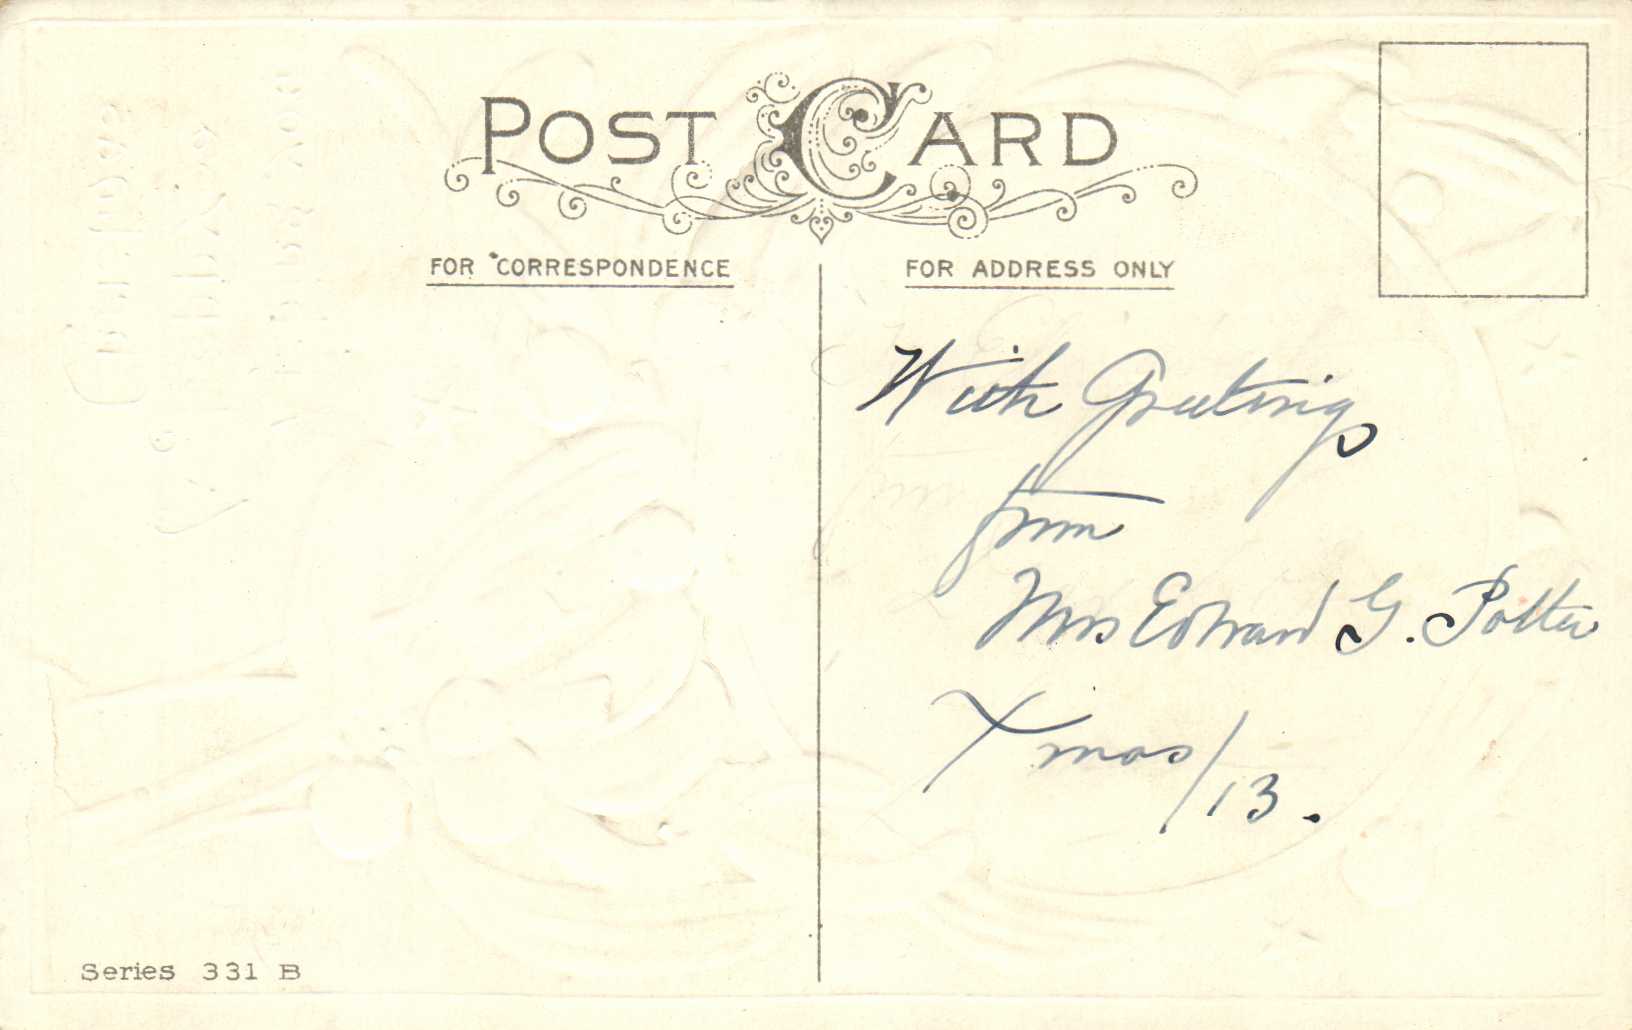 POST CARD
FOR CORRESPONDENCE
FOR ADDRESS ONLY
With Greetings
from
Mrs Edward G. Potter
Xmas/13.
Series 331 B